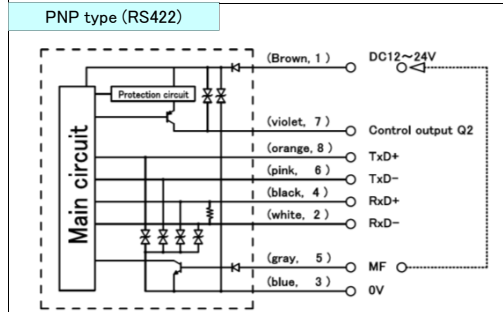 PNP type (RS422)
(Brown, 1) DC12～24V
Protection circuit
(violet, 7) Control output Q2
(orange, 8) TxD+
(pink, 6) TxD-
(black, 4) RxD+
(white, 2) RxD-
Main circuit
(gray, 5) MF
(blue, 3) 0V